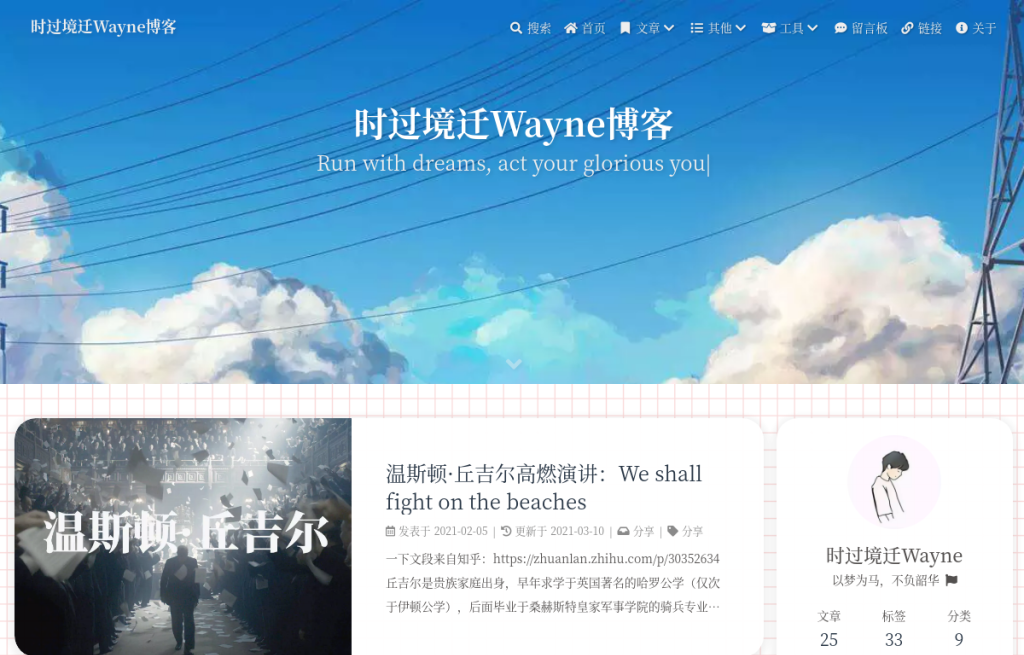 时过境迁Wayne博客
搜索 首页 文章 其他 工具 留言板 链接 关于
时过境迁Wayne博客
Run with dreams, act your glorious you|
温斯顿·丘吉尔
温斯顿·丘吉尔高燃演讲：We shall
fight on the beaches
发表于 2021-02-05 | 更新于 2021-03-10 | 分享 | 分享
一下文段来自知乎：https://zhuanlan.zhihu.com/p/30352634
丘吉尔是贵族家庭出身，早年求学于英国著名的哈罗公学（仅次
于伊顿公学），后面毕业于桑赫斯特皇家军事学院的骑兵专业…
时过境迁Wayne
以梦为马，不负韶华
文章 标签 分类
25 33 9